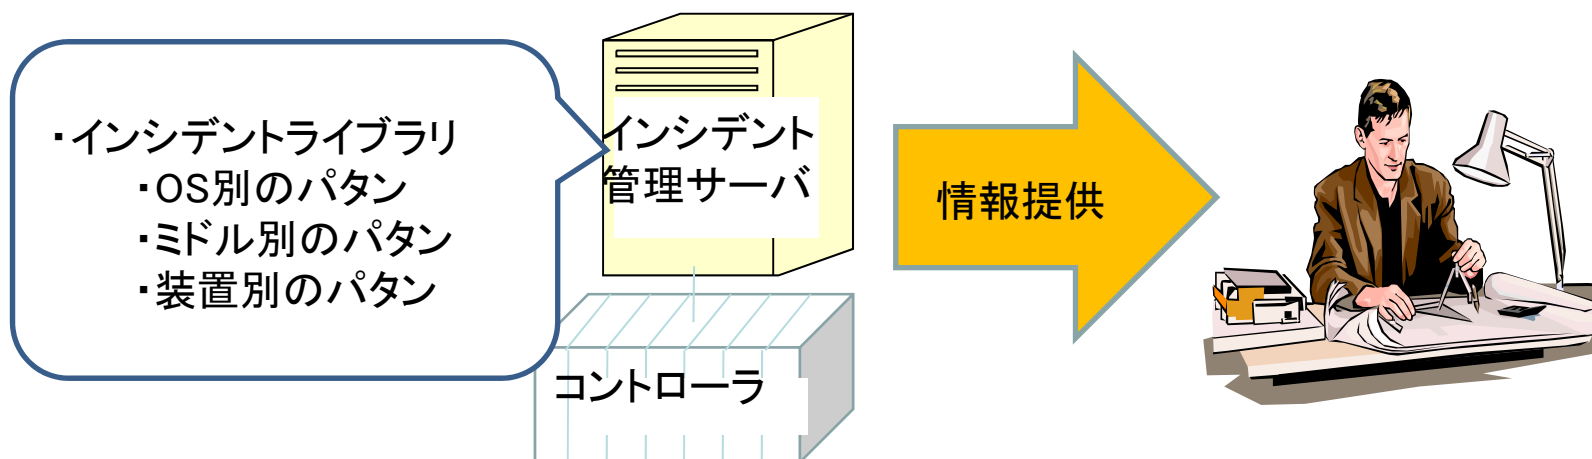 ・インシデントライブラリ
・OS別のパタン
・ミドル別のパタン
・装置別のパタン
インシデント
管理サーバ
コントローラ
情報提供